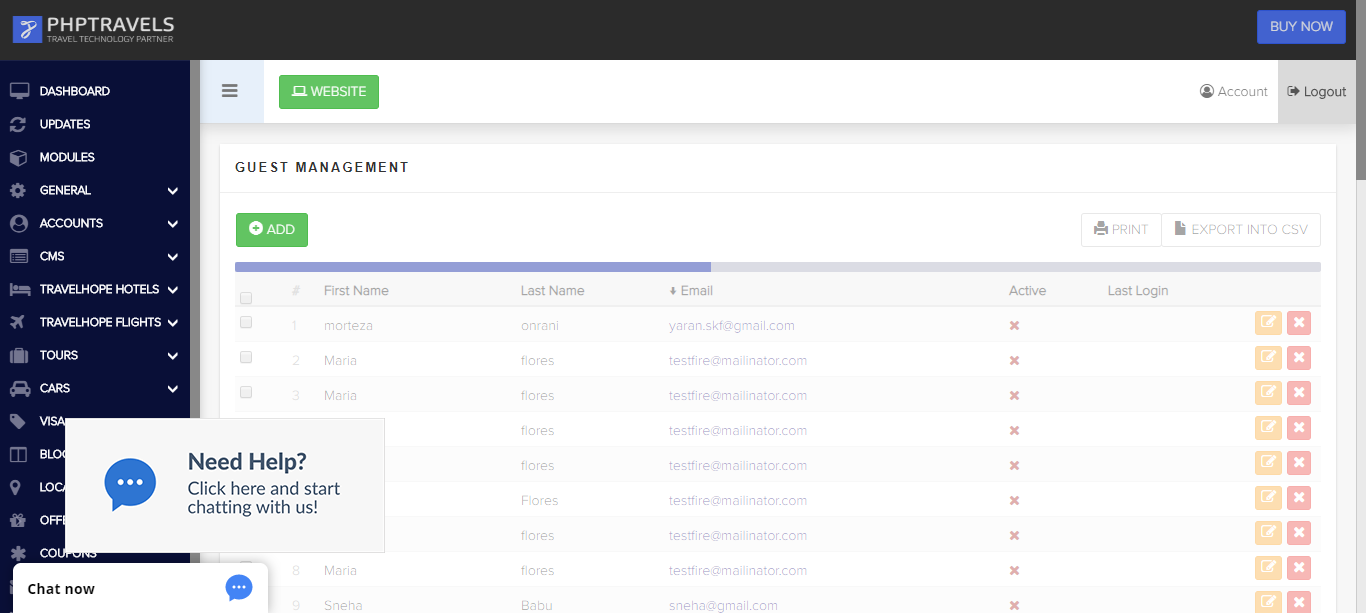 PHPTRAVELS
TRAVEL TECHNOLOGY PARTNER
BUY NOW
DASHBOARD
UPDATES
MODULES
GENERAL
ACCOUNTS
CMS
TRAVELHOPE HOTELS
TRAVELHOPE FLIGHTS
TOURS
CARS
VISA
BLOG
LOCA
OFFE
COUPONS
WEBSITE
Account
Logout
GUEST MANAGEMENT
ADD
PRINT
EXPORT INTO CSV
# First Name Last Name Email Active Last Login
1 morteza onrani yaran.skf@gmail.com
2 Maria flores testfire@mailinator.com
3 Maria flores testfire@mailinator.com
flores testfire@mailinator.com
flores testfire@mailinator.com
Flores testfire@mailinator.com
flores testfire@mailinator.com
8 Maria flores testfire@mailinator.com
9 Sneha Babu sneha@gmail.com
Need Help?
Click here and start
chatting with us!
Chat now